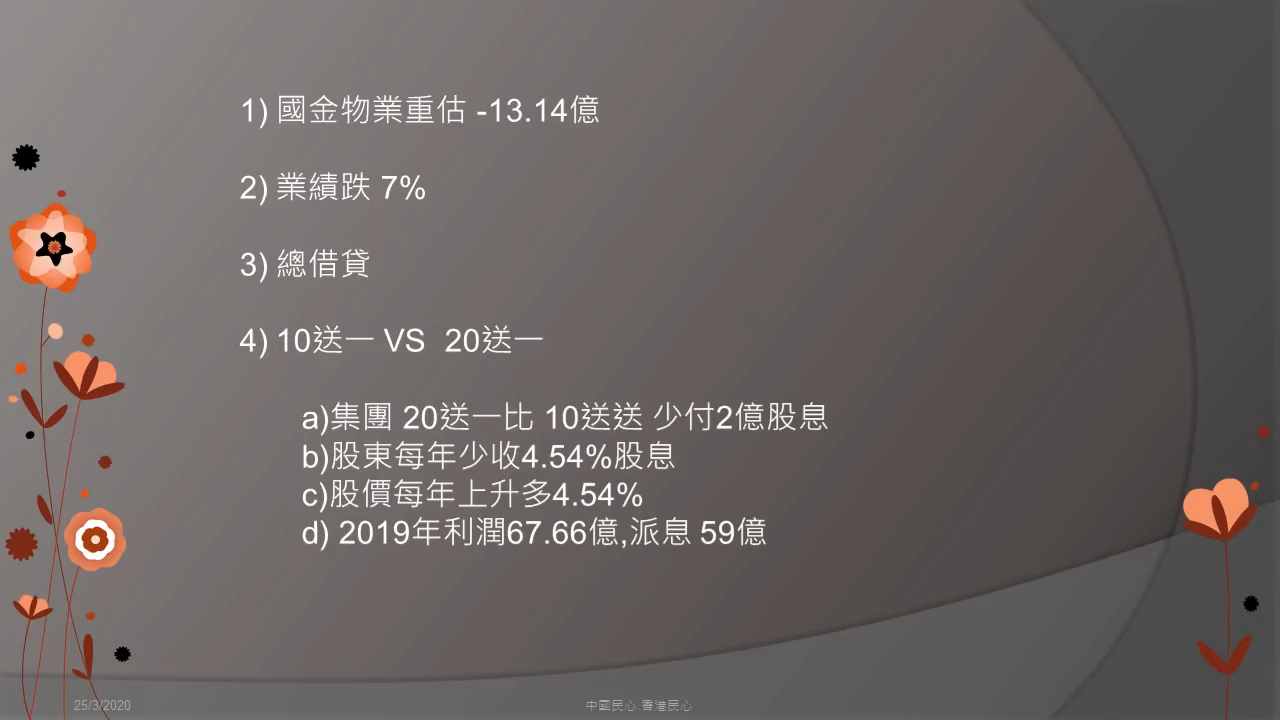 1) 國金物業重估 -13.14億
2) 業績跌 7%
3) 總借貸
4) 10送一 VS  20送一
a)集團 20送一比 10送送 少付2億股息
b)股東每年少收4.54%股息
c)股價每年上升多4.54%
d) 2019年利潤67.66億,派息 59億
25/3/2020
中國民心.香港民心